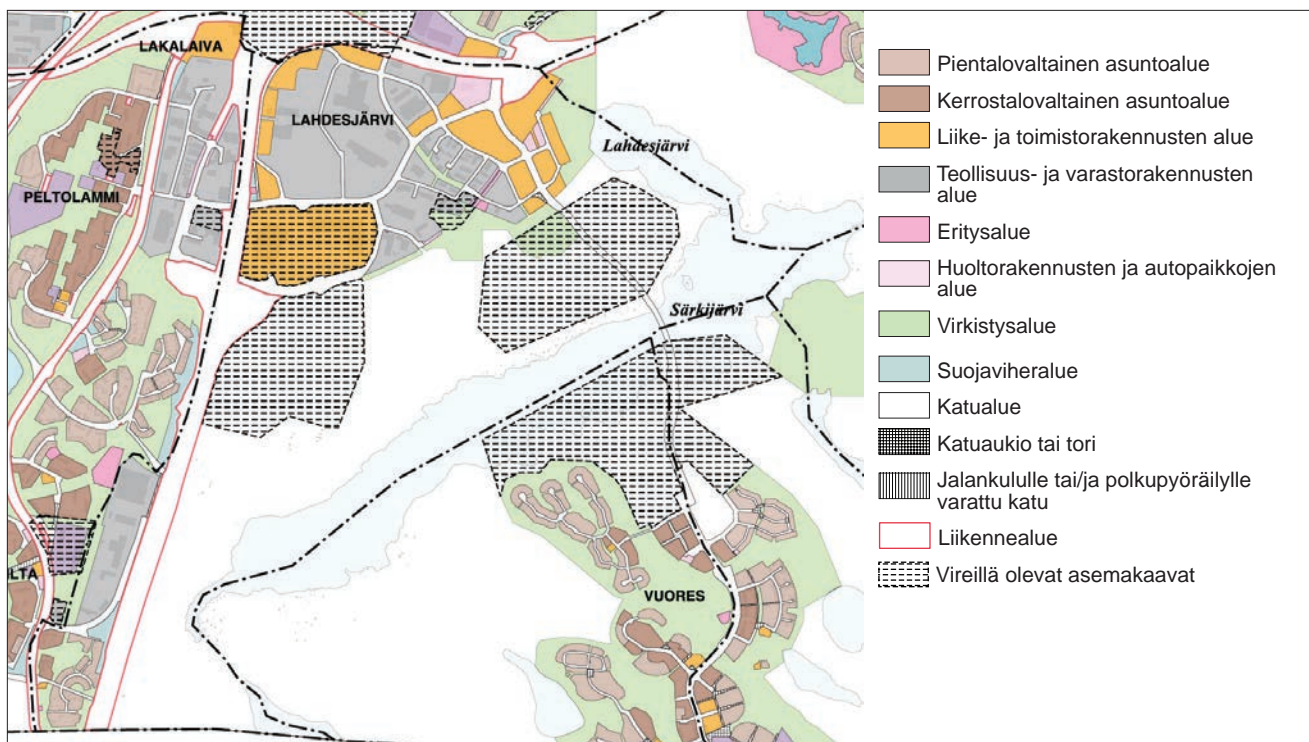 LAKALAIVA
LAHDESJÄRVI
Lahdesjärvi
PELTOLAMMI
Särkijärvi
LTA
VUORES
Pientalovaltainen asuntoalue
Kerrostalovaltainen asuntoalue
Liike- ja toimistorakennusten alue
Teollisuus- ja varastorakennusten
alue
Eritysalue
Huoltorakennusten ja autopaikkojen
alue
Virkistysalue
Suojaviheralue
Katualue
Katuaukio tai tori
Jalankululle tai/ja polkupyöräilylle
varattu katu
Liikennealue
Vireillä olevat asemakaavat